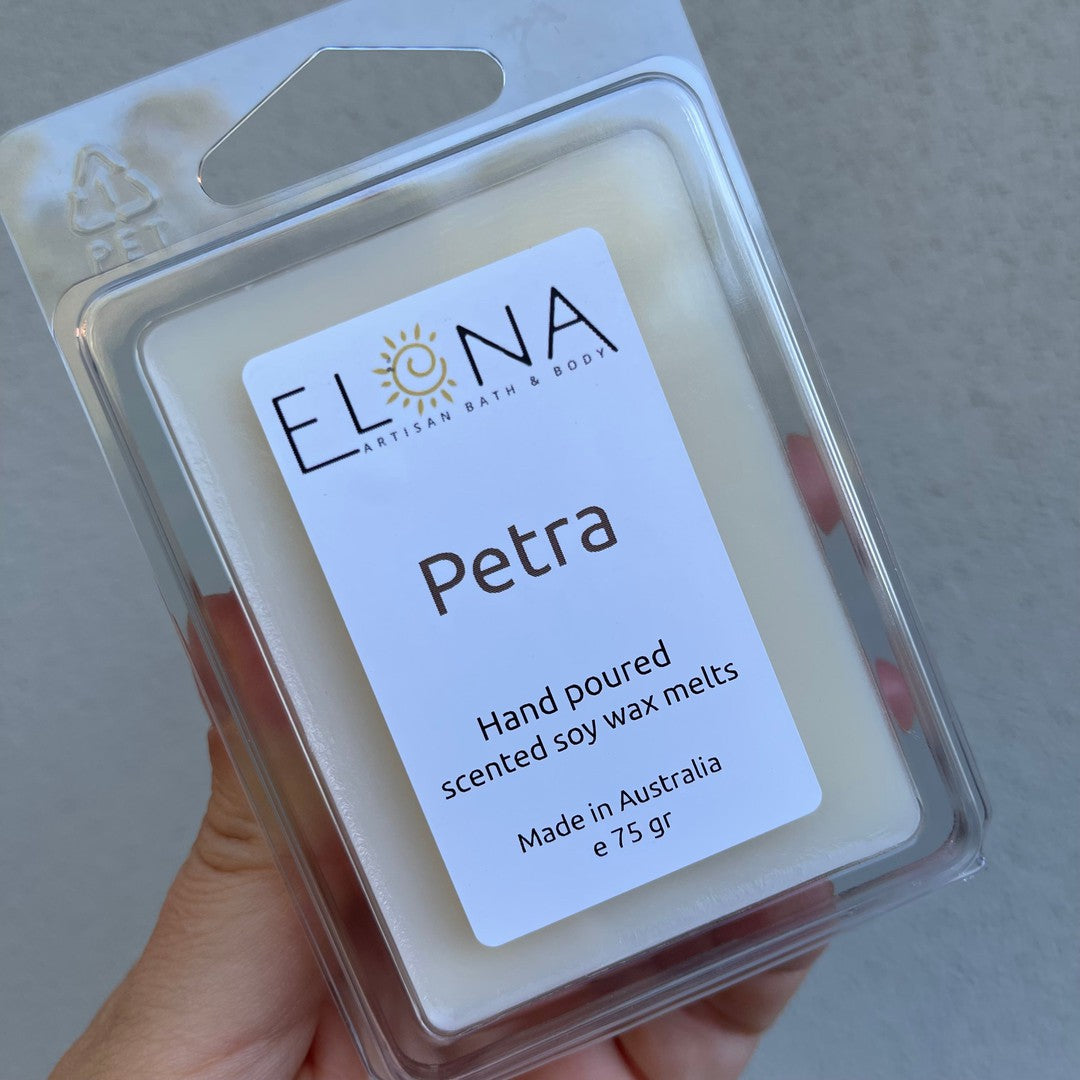 1
PET
ELONA
ARTISAN BATH & BODY
Petra
Hand poured
scented soy wax melts
Made in Australia
e 75 gr